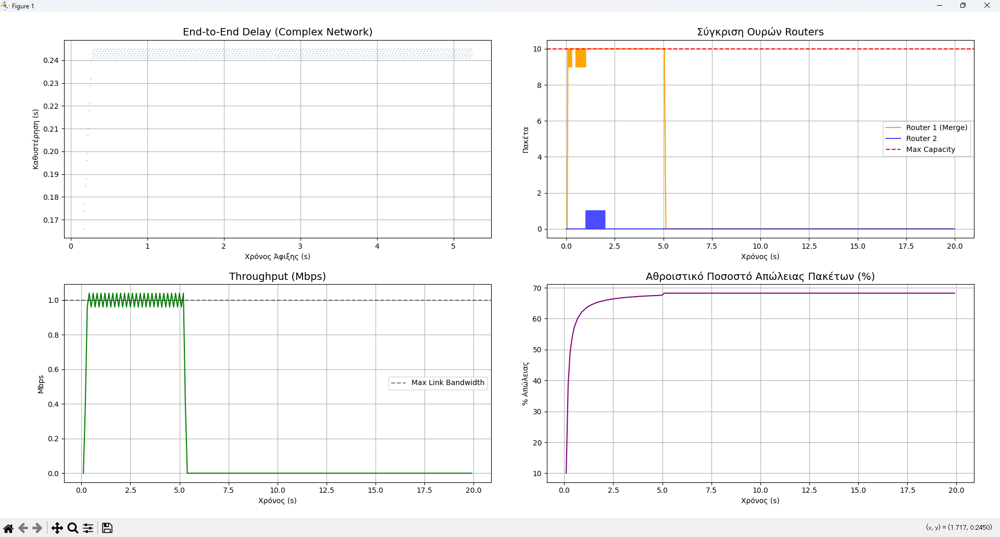 Figure 1
End-to-End Delay (Complex Network)
Καθυστέρηση (s)
0.24
0.23
0.22
0.21
0.20
0.19
0.18
0.17
0 1 2 3 4 5
Χρόνος Άφιξης (s)
Σύγκριση Ουρών Routers
Πακέτα
10
8
6
4
2
0
Router 1 (Merge)
Router 2
Max Capacity
0.0 2.5 5.0 7.5 10.0 12.5 15.0 17.5 20.0
Χρόνος (s)
Throughput (Mbps)
Mbps
1.0
0.8
0.6
0.4
0.2
0.0
Max Link Bandwidth
0.0 2.5 5.0 7.5 10.0 12.5 15.0 17.5 20.0
Χρόνος (s)
Αθροιστικό Ποσοστό Απώλειας Πακέτων (%)
% Απώλειας
70
60
50
40
30
20
10
0.0 2.5 5.0 7.5 10.0 12.5 15.0 17.5 20.0
Χρόνος (s)
(x, y) = (1.717, 0.2450)